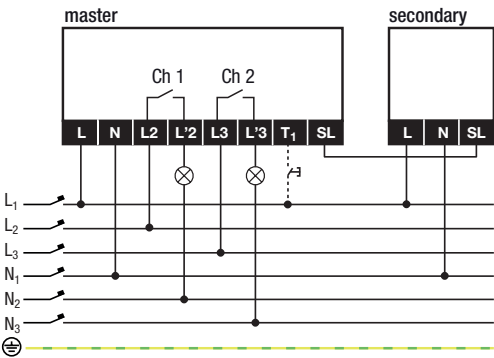 master secondary
Ch 1 Ch 2
L N L2 L'2 L3 L'3 T₁ SL L N SL
L₁
L₂
L₃
N₁
N₂
N₃